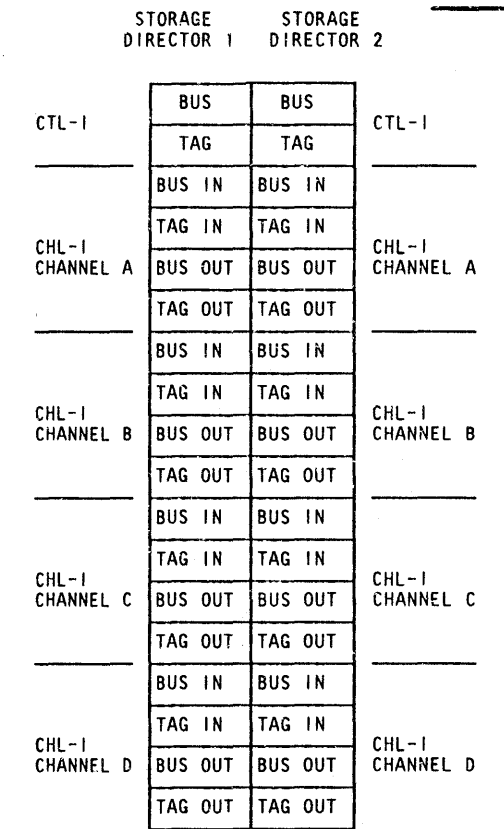 STORAGE STORAGE
DIRECTOR 1 DIRECTOR 2
BUS BUS
CTL-I CTL-I
TAG TAG
BUS IN BUS IN
TAG IN TAG IN
CHL-I CHL-I
CHANNEL A BUS OUT BUS OUT CHANNEL A
TAG OUT TAG OUT
BUS IN BUS IN
TAG IN TAG IN
CHL-I CHL-I
CHANNEL B BUS OUT BUS OUT CHANNEL B
TAG OUT TAG OUT
BUS IN BUS IN
TAG IN TAG IN
CHL-I CHL-I
CHANNEL C BUS OUT BUS OUT CHANNEL C
TAG OUT TAG OUT
BUS IN BUS IN
TAG IN TAG IN
CHL-I CHL-I
CHANNEL D BUS OUT BUS OUT CHANNEL D
TAG OUT TAG OUT